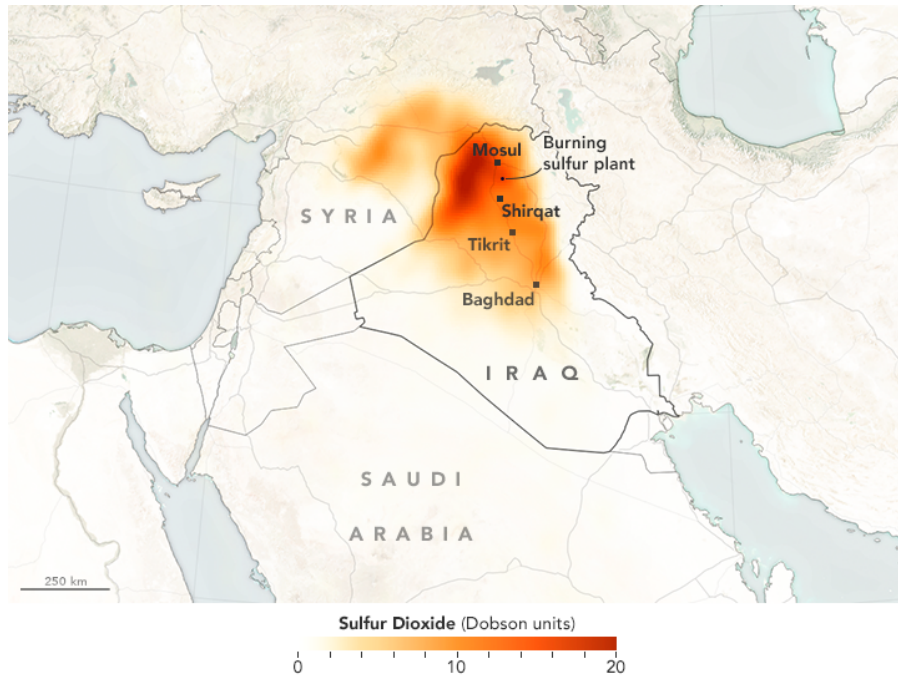 Mosul
Burning
sulfur plant
Shirqat
SYRIA
Tikrit
Baghdad
IRAQ
SAUDI
ARABIA
250 km
Sulfur Dioxide (Dobson units)
0 10 20